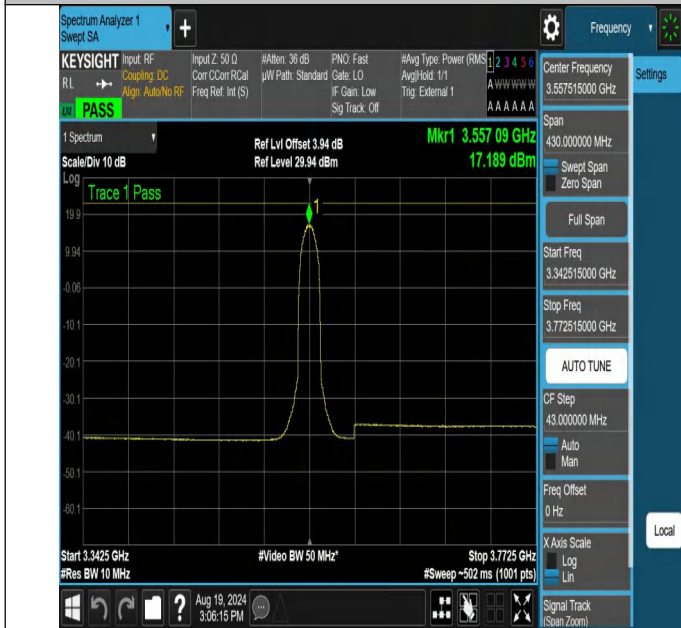 Spectrum Analyzer 1
Swept SA
+
Frequency
KEYSIGHT
RL
PASS
Input: RF
Coupling: DC
Align: Auto/No RF
Input Z: 50 Ω
Corr CCorr RCal
Freq Ref: Int (S)
#Atten: 36 dB
µW Path: Standard
PNO: Fast
Gate: LO
IF Gain: Low
Sig Track: Off
#Avg Type: Power (RMS
Avg|Hold: 1/1
Trig: External 1
1 2 3 4 5 6
A W W W W W
A A A A A A
Settings
1 Spectrum
Scale/Div 10 dB
Ref Lvl Offset 3.94 dB
Ref Level 29.94 dBm
Mkr1 3.557 09 GHz
17.189 dBm
Log
Trace 1 Pass
1
19.9
9.94
-0.06
-10.1
-20.1
-30.1
-40.1
-50.1
-60.1
Start 3.3425 GHz
#Res BW 10 MHz
#Video BW 50 MHz*
Stop 3.7725 GHz
#Sweep ~502 ms (1001 pts)
Center Frequency
3.557515000 GHz
Span
430.000000 MHz
Swept Span
Zero Span
Full Span
Start Freq
3.342515000 GHz
Stop Freq
3.772515000 GHz
AUTO TUNE
CF Step
43.000000 MHz
Auto
Man
Freq Offset
0 Hz
X Axis Scale
Log
Lin
Signal Track
(Span Zoom)
Local
?
Aug 19, 2024
3:06:15 PM